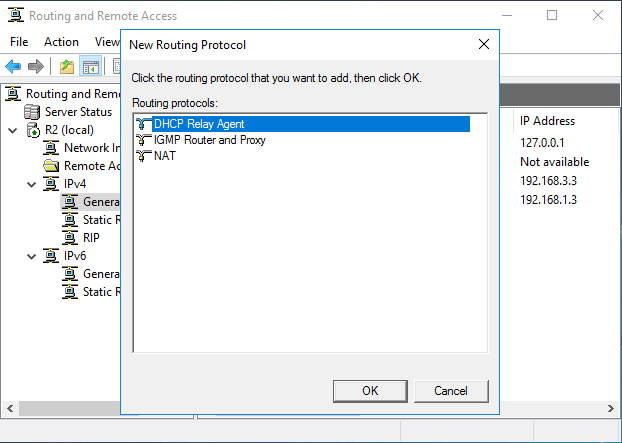 Routing and Remote Access
File Action Vie
New Routing Protocol
Click the routing protocol that you want to add, then click OK.
Routing protocols:
DHCP Relay Agent
IGMP Router and Proxy
NAT
OK
Cancel
Routing and Remo
Server Status
R2 (local)
Network In
Remote Ac
IPv4
Genera
Static R
RIP
IPv6
Genera
Static R
IP Address
127.0.0.1
Not available
192.168.3.3
192.168.1.3